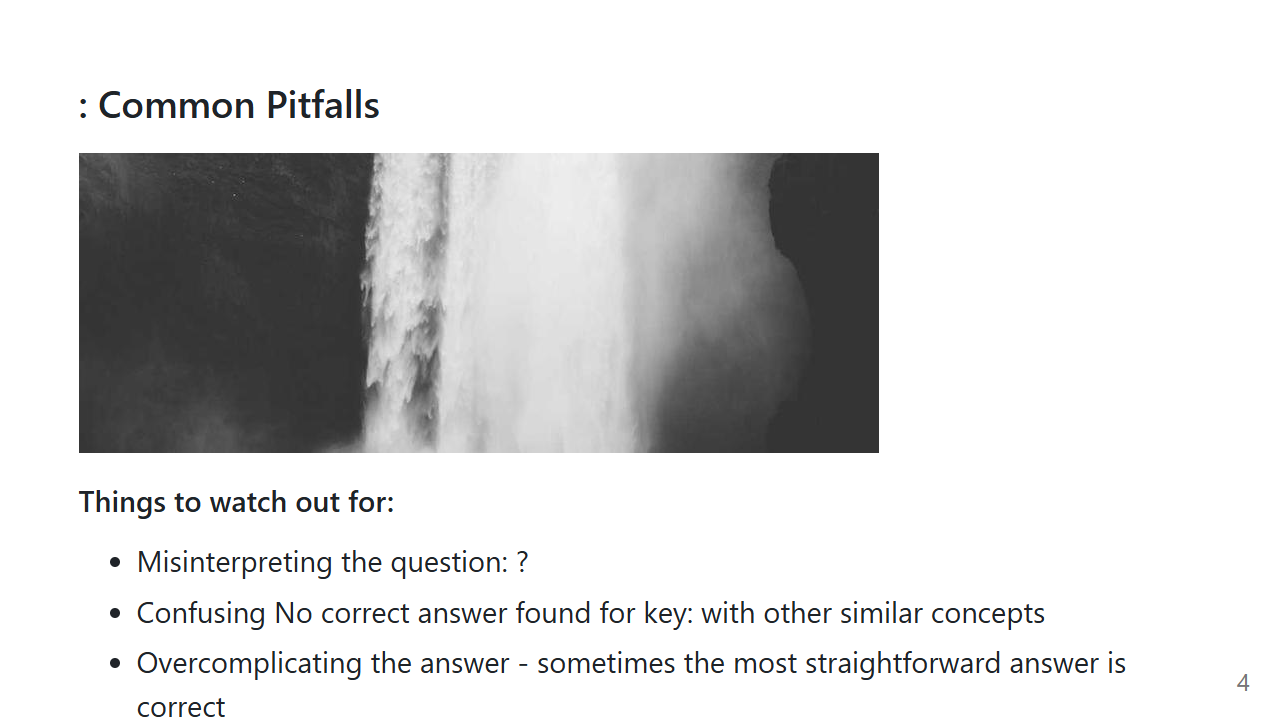 : Common Pitfalls
Things to watch out for:
• Misinterpreting the question: ?
• Confusing No correct answer found for key: with other similar concepts
• Overcomplicating the answer - sometimes the most straightforward answer is
correct
4